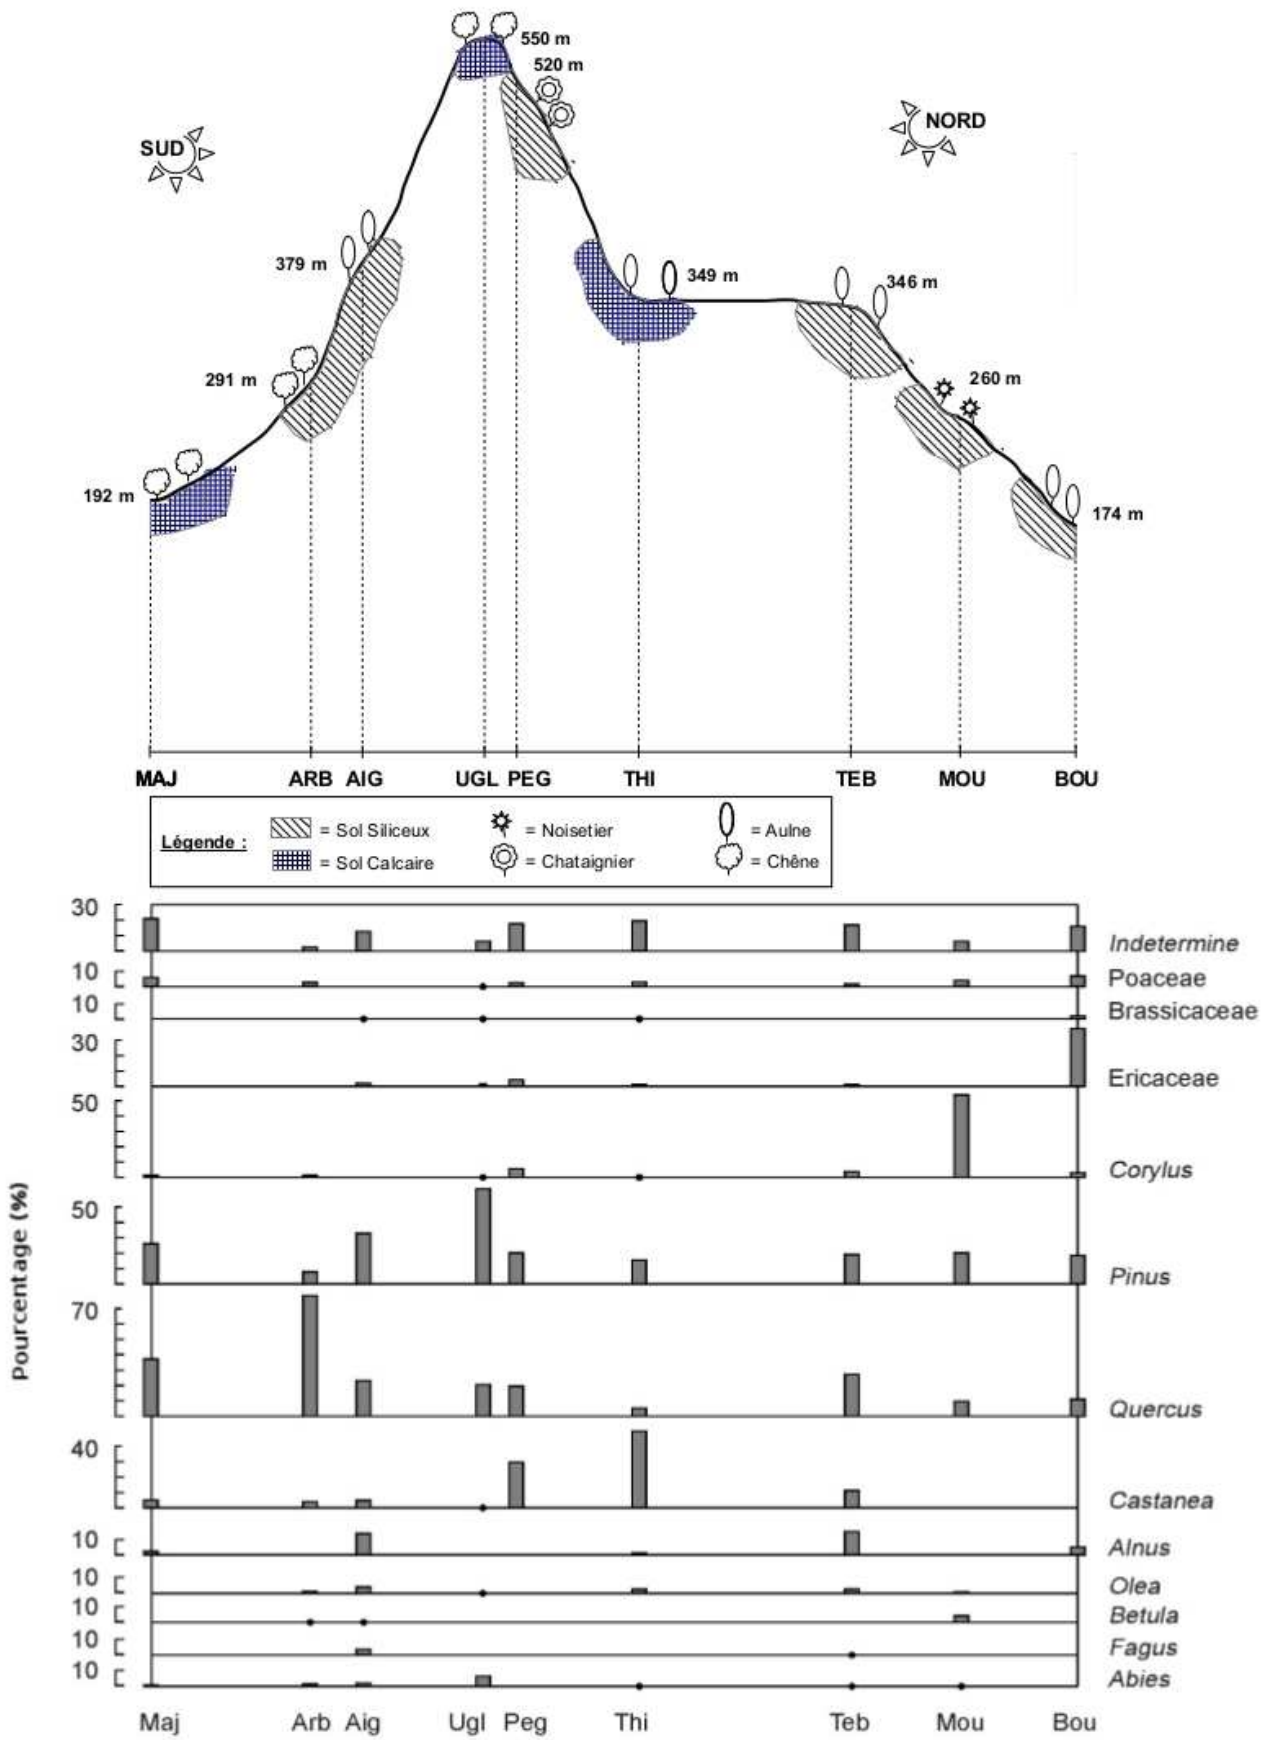 550 m
520 m
SUD
NORD
379 m
349 m
346 m
291 m
260 m
192 m
174 m
MAJ ARB AIG UGL PEG THI TEB MOU BOU
Légende :
= Sol Siliceux
= Noisetier
= Aulne
= Sol Calcaire
= Chataignier
= Chêne
30
Indetermine
10
Poaceae
10
Brassicaceae
30
Ericaceae
50
Corylus
50
Pinus
Pourcentage (%)
70
Quercus
40
Castanea
10
Alnus
10
Olea
10
Betula
10
Fagus
10
Abies
Maj Arb Aig Ugl Peg Thi Teb Mou Bou